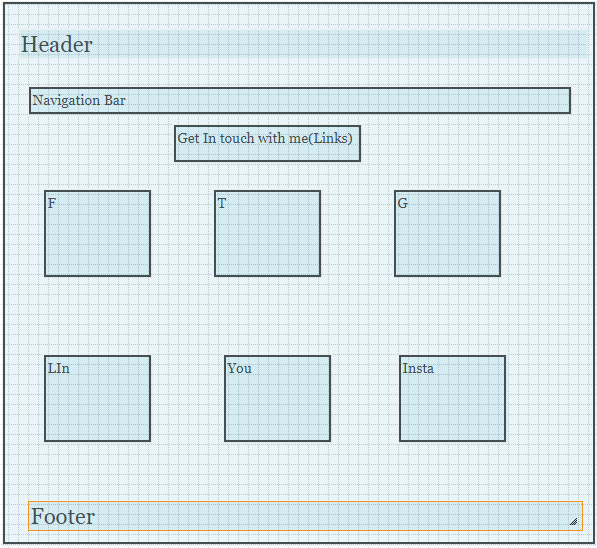 Header
Navigation Bar
Get In touch with me(Links)
F
T
G
LIn
You
Insta
Footer